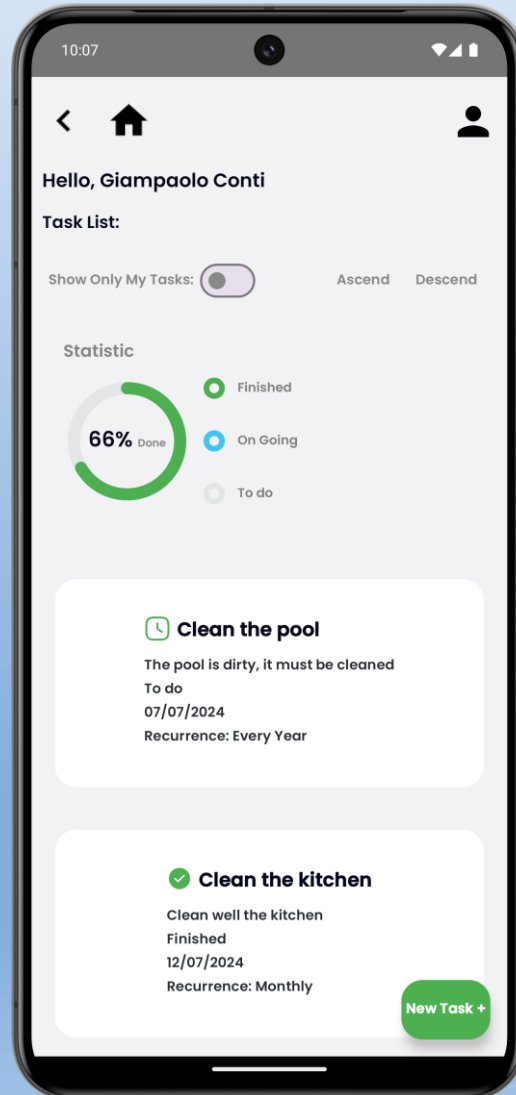 10:07
Hello, Giampaolo Conti
Task List:
Show Only My Tasks: Ascend Descend
Statistic
66% Done
Finished
On Going
To do
Clean the pool
The pool is dirty, it must be cleaned
To do
07/07/2024
Recurrence: Every Year
Clean the kitchen
Clean well the kitchen
Finished
12/07/2024
Recurrence: Monthly
New Task +